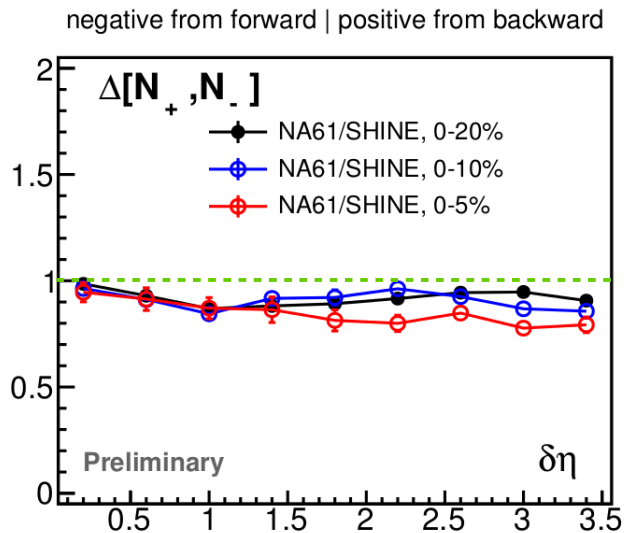 negative from forward | positive from backward
Δ[N+ ,N- ]
NA61/SHINE, 0-20%
NA61/SHINE, 0-10%
NA61/SHINE, 0-5%
2
1.5
1
0.5
0
Preliminary
δη
0.5 1 1.5 2 2.5 3 3.5